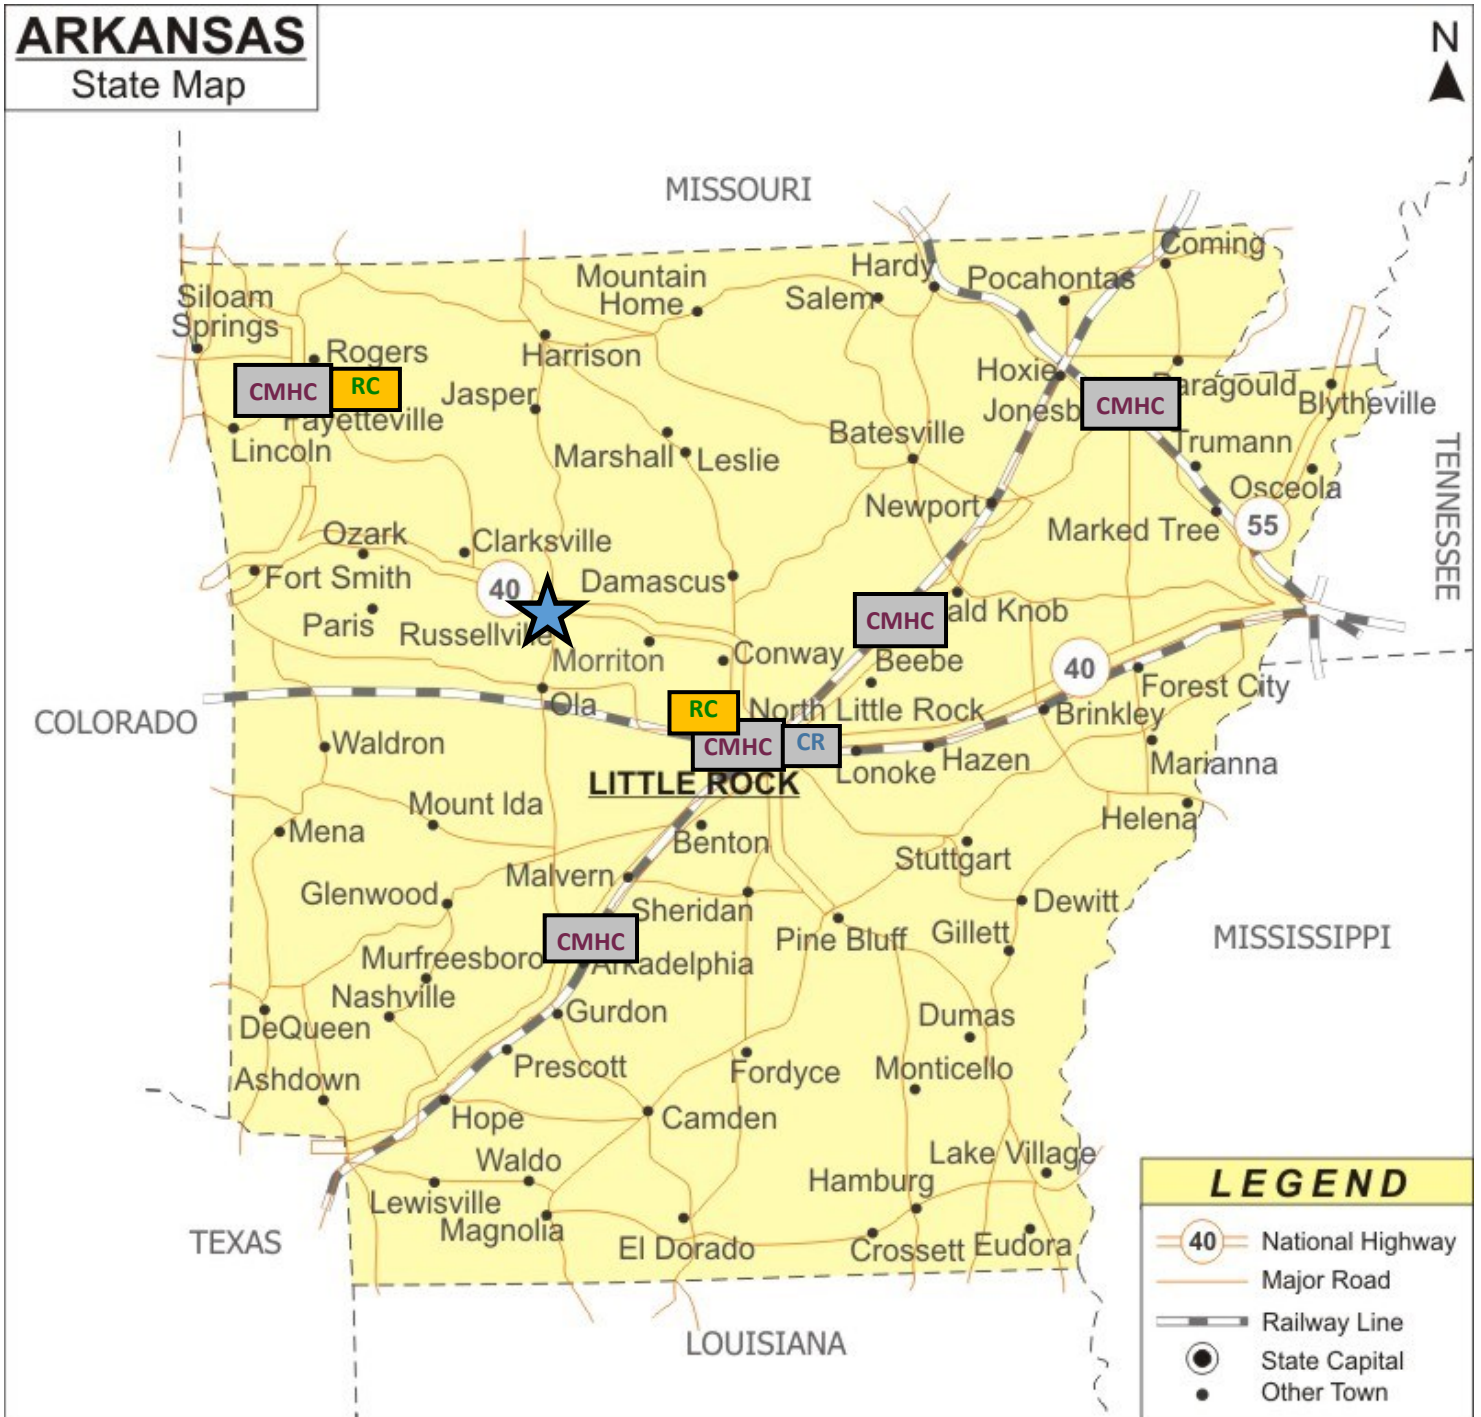 ARKANSAS
State Map
N
MISSOURI
Coming
Hardy
Pocahontas
Mountain
Home
Salem
Siloam
Springs
Rogers
Harrison
Hoxie
Paragould
CMHC
RC
Jasper
Jonesb
CMHC
Blytheville
Fayetteville
Lincoln
Batesville
Trumann
Marshall
Leslie
Osceola
TENNESSEE
Newport
Marked Tree
55
Ozark
Clarksville
Fort Smith
40
Damascus
Paris
Russellville
CMHC
ald Knob
Morriton
Conway
Beebe
40
Forest City
Ola
RC
North Little Rock
Brinkley
COLORADO
Waldron
CMHC
CR
Lonoke
Hazen
Marianna
LITTLE ROCK
Mount Ida
Helena
Mena
Benton
Stuttgart
Malvern
Glenwood
Sheridan
Dewitt
CMHC
Pine Bluff
Gillett
MISSISSIPPI
Murfreesboro
Arkadelphia
Nashville
Gurdon
Dumas
DeQueen
Prescott
Fordyce
Monticello
Ashdown
Hope
Camden
Waldo
Lake Village
Hamburg
Lewisville
Magnolia
El Dorado
Crossett
Eudora
TEXAS
LOUISIANA
LEGEND
40
National Highway
Major Road
Railway Line
State Capital
Other Town